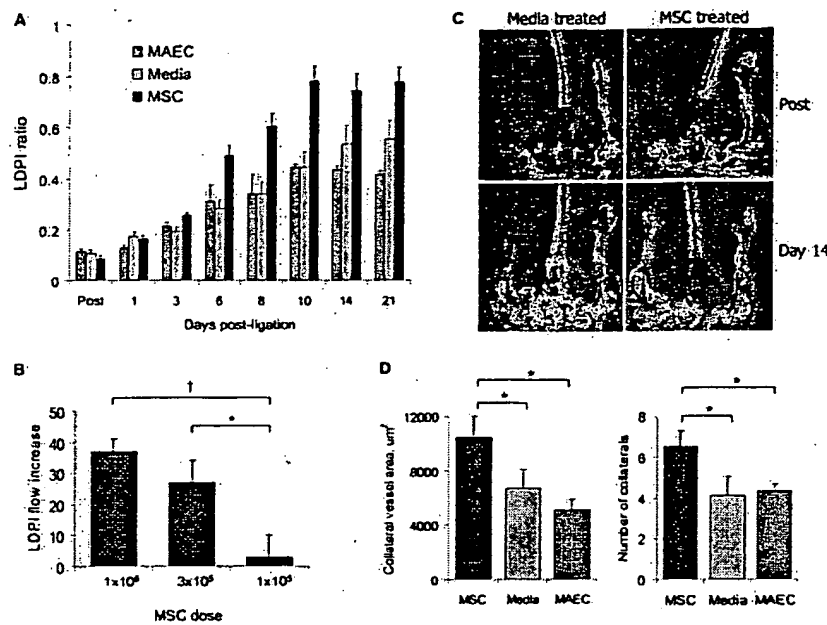 A
MAEC
Media
MSC
LDPI ratio
1
0.8
0.6
0.4
0.2
0
Post 1 3 6 8 10 14 21
Days post-ligation
B
†
*
LDPI flow increase
50
40
30
20
10
0
1x10⁶ 3x10⁵ 1x10⁵
MSC dose
C
Media treated MSC treated
Post
Day 14
D
*
*
Collateral vessel area, um²
12000
8000
4000
0
MSC Media MAEC
*
*
Number of collaterals
8
6
4
2
0
MSC Media MAEC